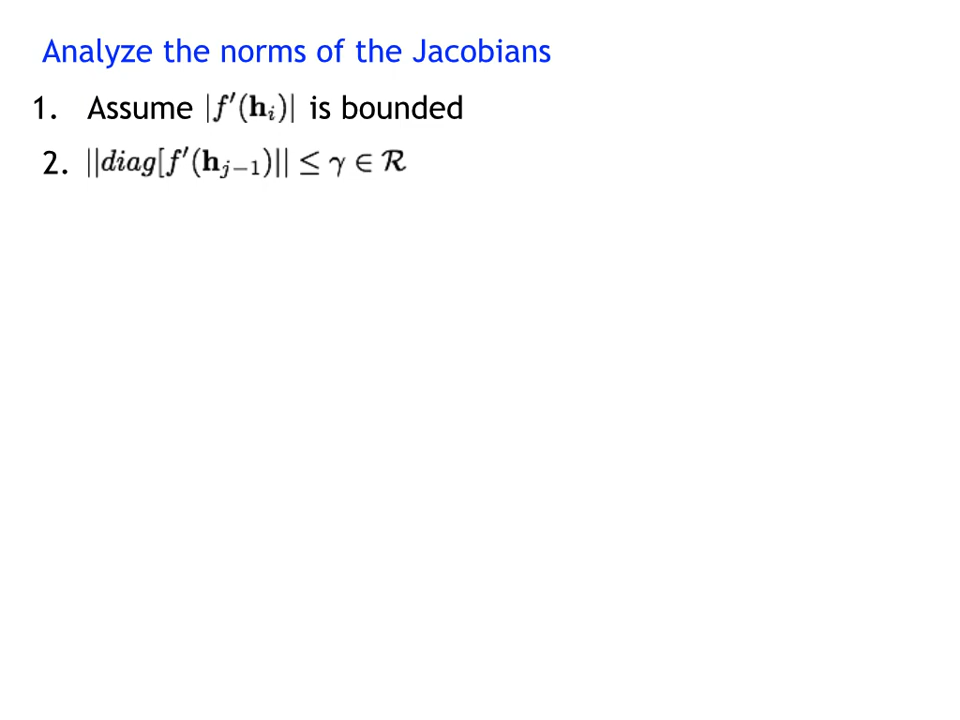 Analyze the norms of the Jacobians
1. Assume |f′(𝐡ᵢ)| is bounded
2. ||diag[f′(𝐡ⱼ₋₁)|| ≤ γ ∈ ℛ